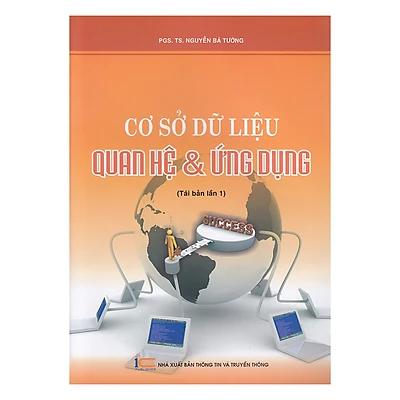 PGS. TS. NGUYỄN BÁ TƯỜNG
CƠ SỞ DỮ LIỆU
QUAN HỆ & ỨNG DỤNG
(Tái bản lần 1)
SUCCESS
NHÀ XUẤT BẢN THÔNG TIN VÀ TRUYỀN THÔNG